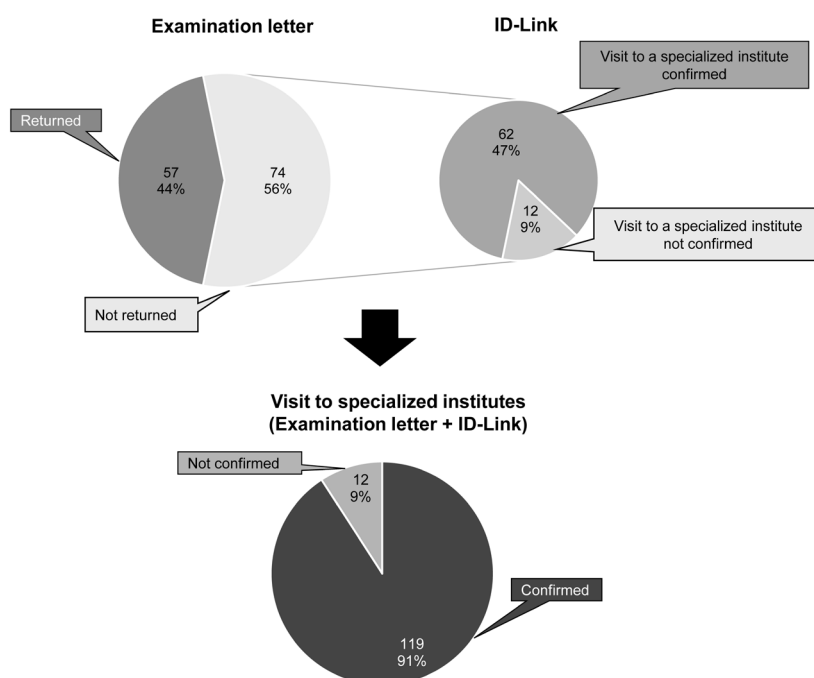 Examination letter
ID-Link
Visit to a specialized institute
confirmed
Returned
57
44%
74
56%
62
47%
12
9%
Visit to a specialized institute
not confirmed
Not returned
Visit to specialized institutes
(Examination letter + ID-Link)
Not confirmed
12
9%
Confirmed
119
91%